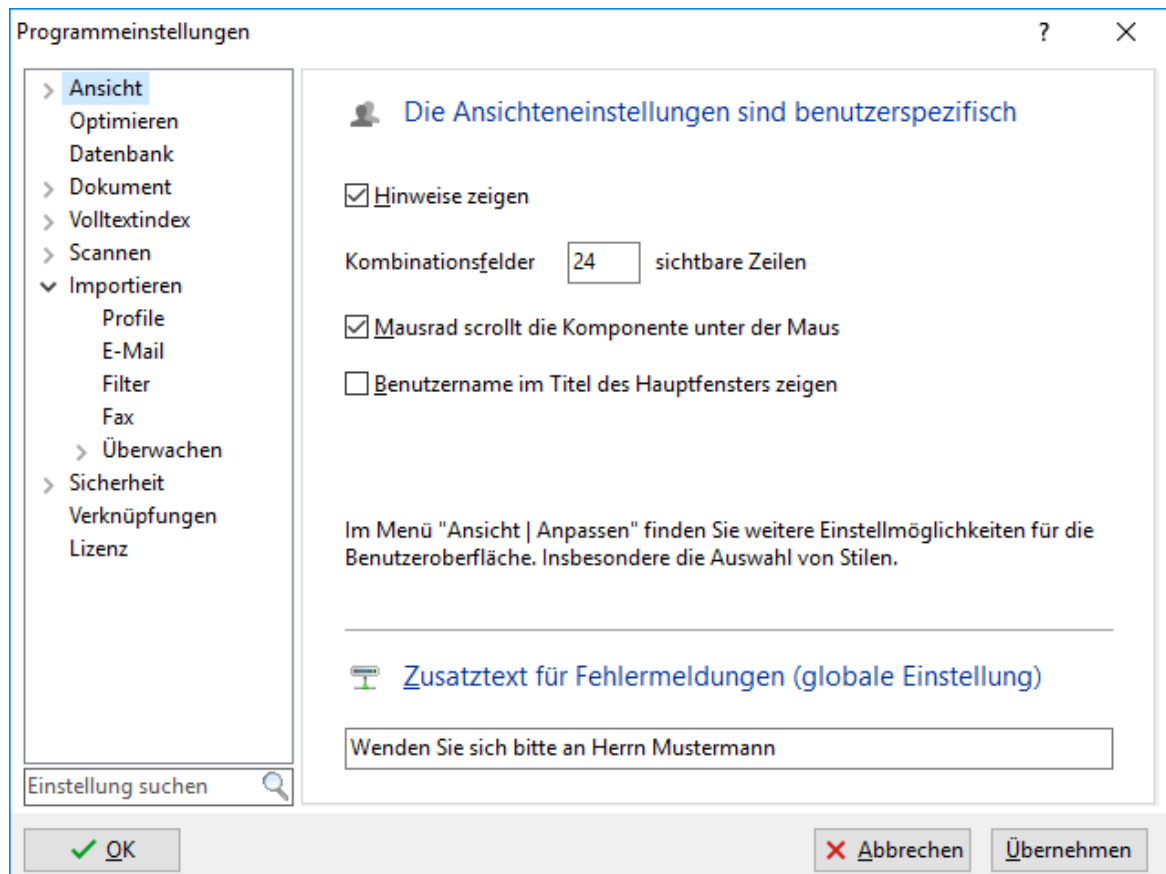 Programmeinstellungen ?
Ansicht
Optimieren
Datenbank
Dokument
Volltextindex
Scannen
Importieren
Profile
E-Mail
Filter
Fax
Überwachen
Sicherheit
Verknüpfungen
Lizenz
Einstellung suchen
Die Ansichteneinstellungen sind benutzerspezifisch
Hinweise zeigen
Kombinationsfelder 24 sichtbare Zeilen
Mausrad scrollt die Komponente unter der Maus
Benutzername im Titel des Hauptfensters zeigen
Im Menü "Ansicht | Anpassen" finden Sie weitere Einstellmöglichkeiten für die
Benutzeroberfläche. Insbesondere die Auswahl von Stilen.
Zusatztext für Fehlermeldungen (globale Einstellung)
Wenden Sie sich bitte an Herrn Mustermann
OK Abbrechen Übernehmen